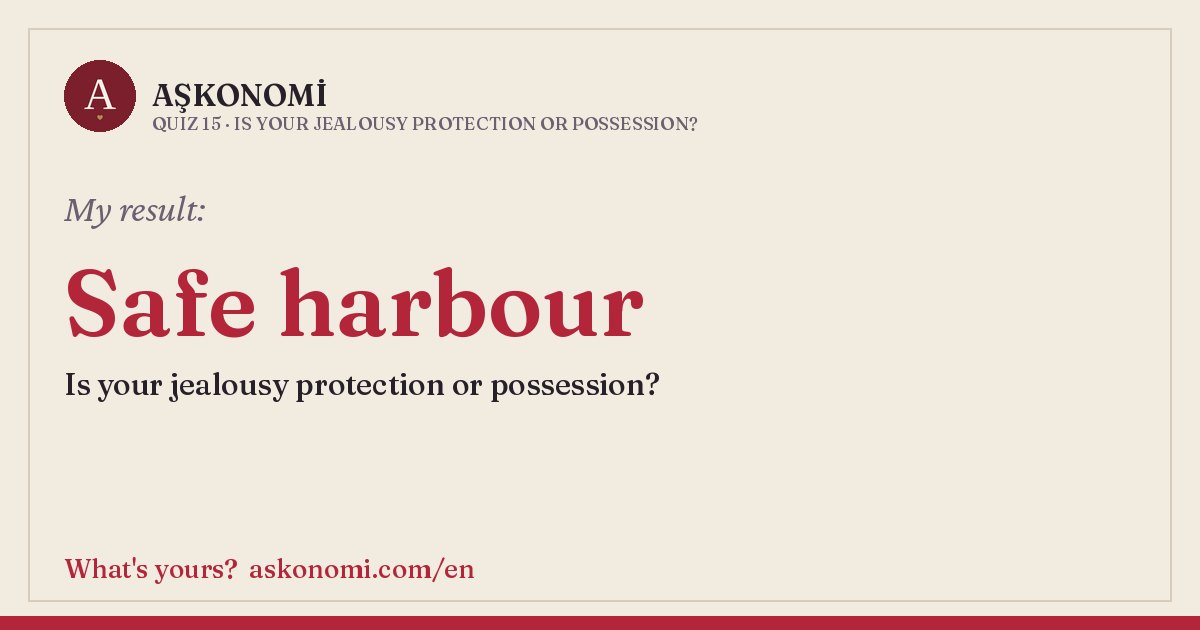 A
AŞKONOMİ
QUIZ 15 · IS YOUR JEALOUSY PROTECTION OR POSSESSION?
My result:
Safe harbour
Is your jealousy protection or possession?
What's yours? askonomi.com/en